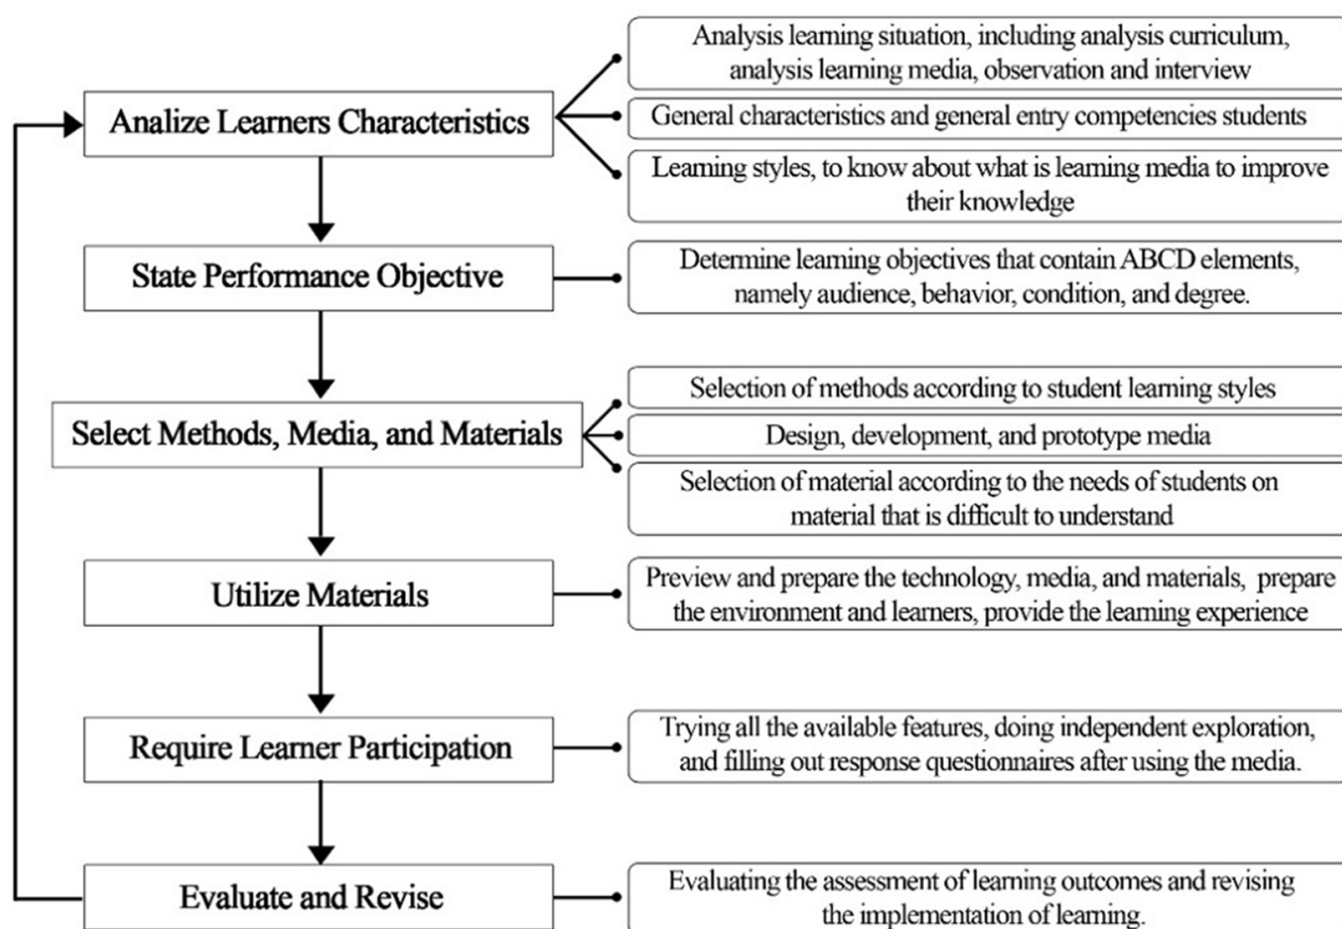 Analize Learners Characteristics
Analysis learning situation, including analysis curriculum,
analysis learning media, observation and interview
General characteristics and general entry competencies students
Learning styles, to know about what is learning media to improve
their knowledge
State Performance Objective
Determine learning objectives that contain ABCD elements,
namely audience, behavior, condition, and degree.
Select Methods, Media, and Materials
Selection of methods according to student learning styles
Design, development, and prototype media
Selection of material according to the needs of students on
material that is difficult to understand
Utilize Materials
Preview and prepare the technology, media, and materials, prepare
the environment and learners, provide the learning experience
Require Learner Participation
Trying all the available features, doing independent exploration,
and filling out response questionnaires after using the media.
Evaluate and Revise
Evaluating the assessment of learning outcomes and revising
the implementation of learning.